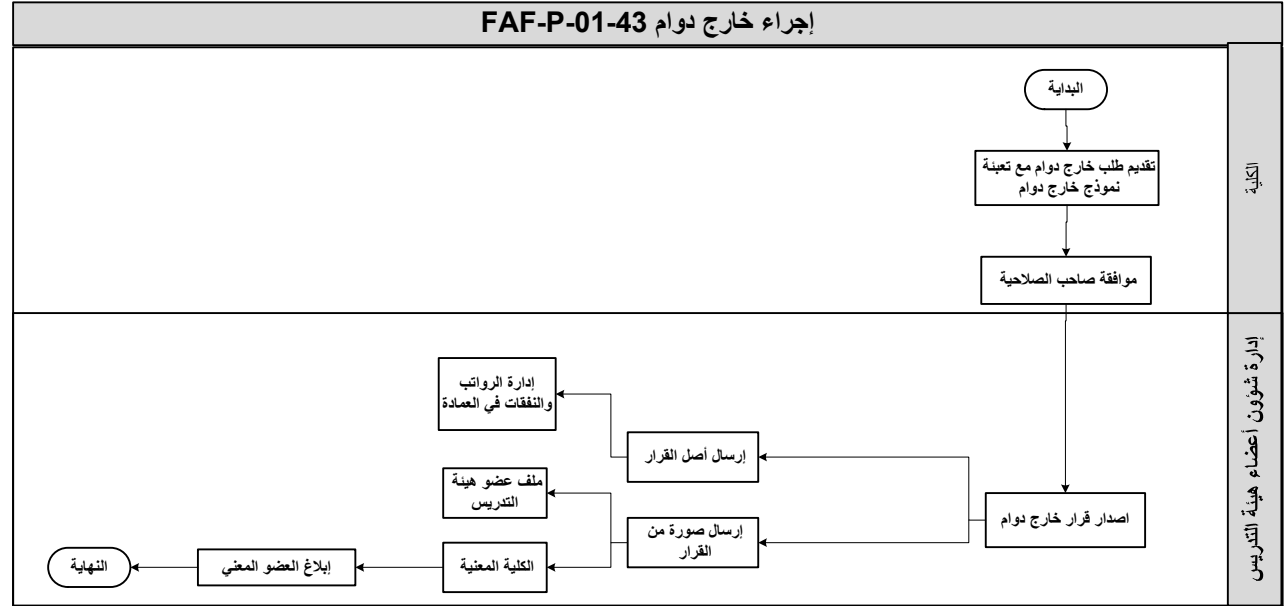 إجراء خارج دوام FAF-P-01-43
الكلية
البداية
تقديم طلب خارج دوام مع تعبئة
نموذج خارج دوام
موافقة صاحب الصلاحية
إدارة شؤون أعضاء هيئة التدريس
اصدار قرار خارج دوام
إرسال أصل القرار
إدارة الرواتب
والنفقات في العمادة
إرسال صورة من
القرار
ملف عضو هيئة
التدريس
الكلية المعنية
إبلاغ العضو المعني
النهاية